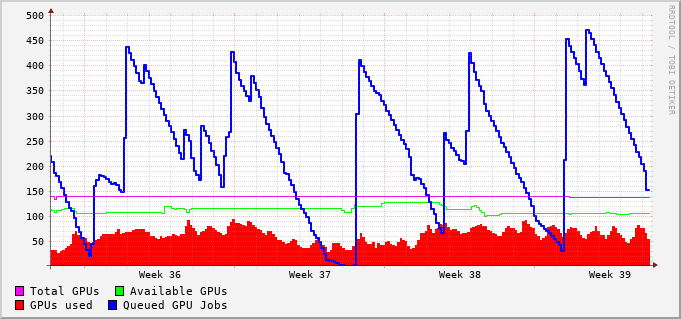 500
450
400
350
300
250
200
150
100
50
Week 36 Week 37 Week 38 Week 39
RRDTOOL / TOBI OETIKER
Total GPUs Available GPUs
GPUs used Queued GPU Jobs